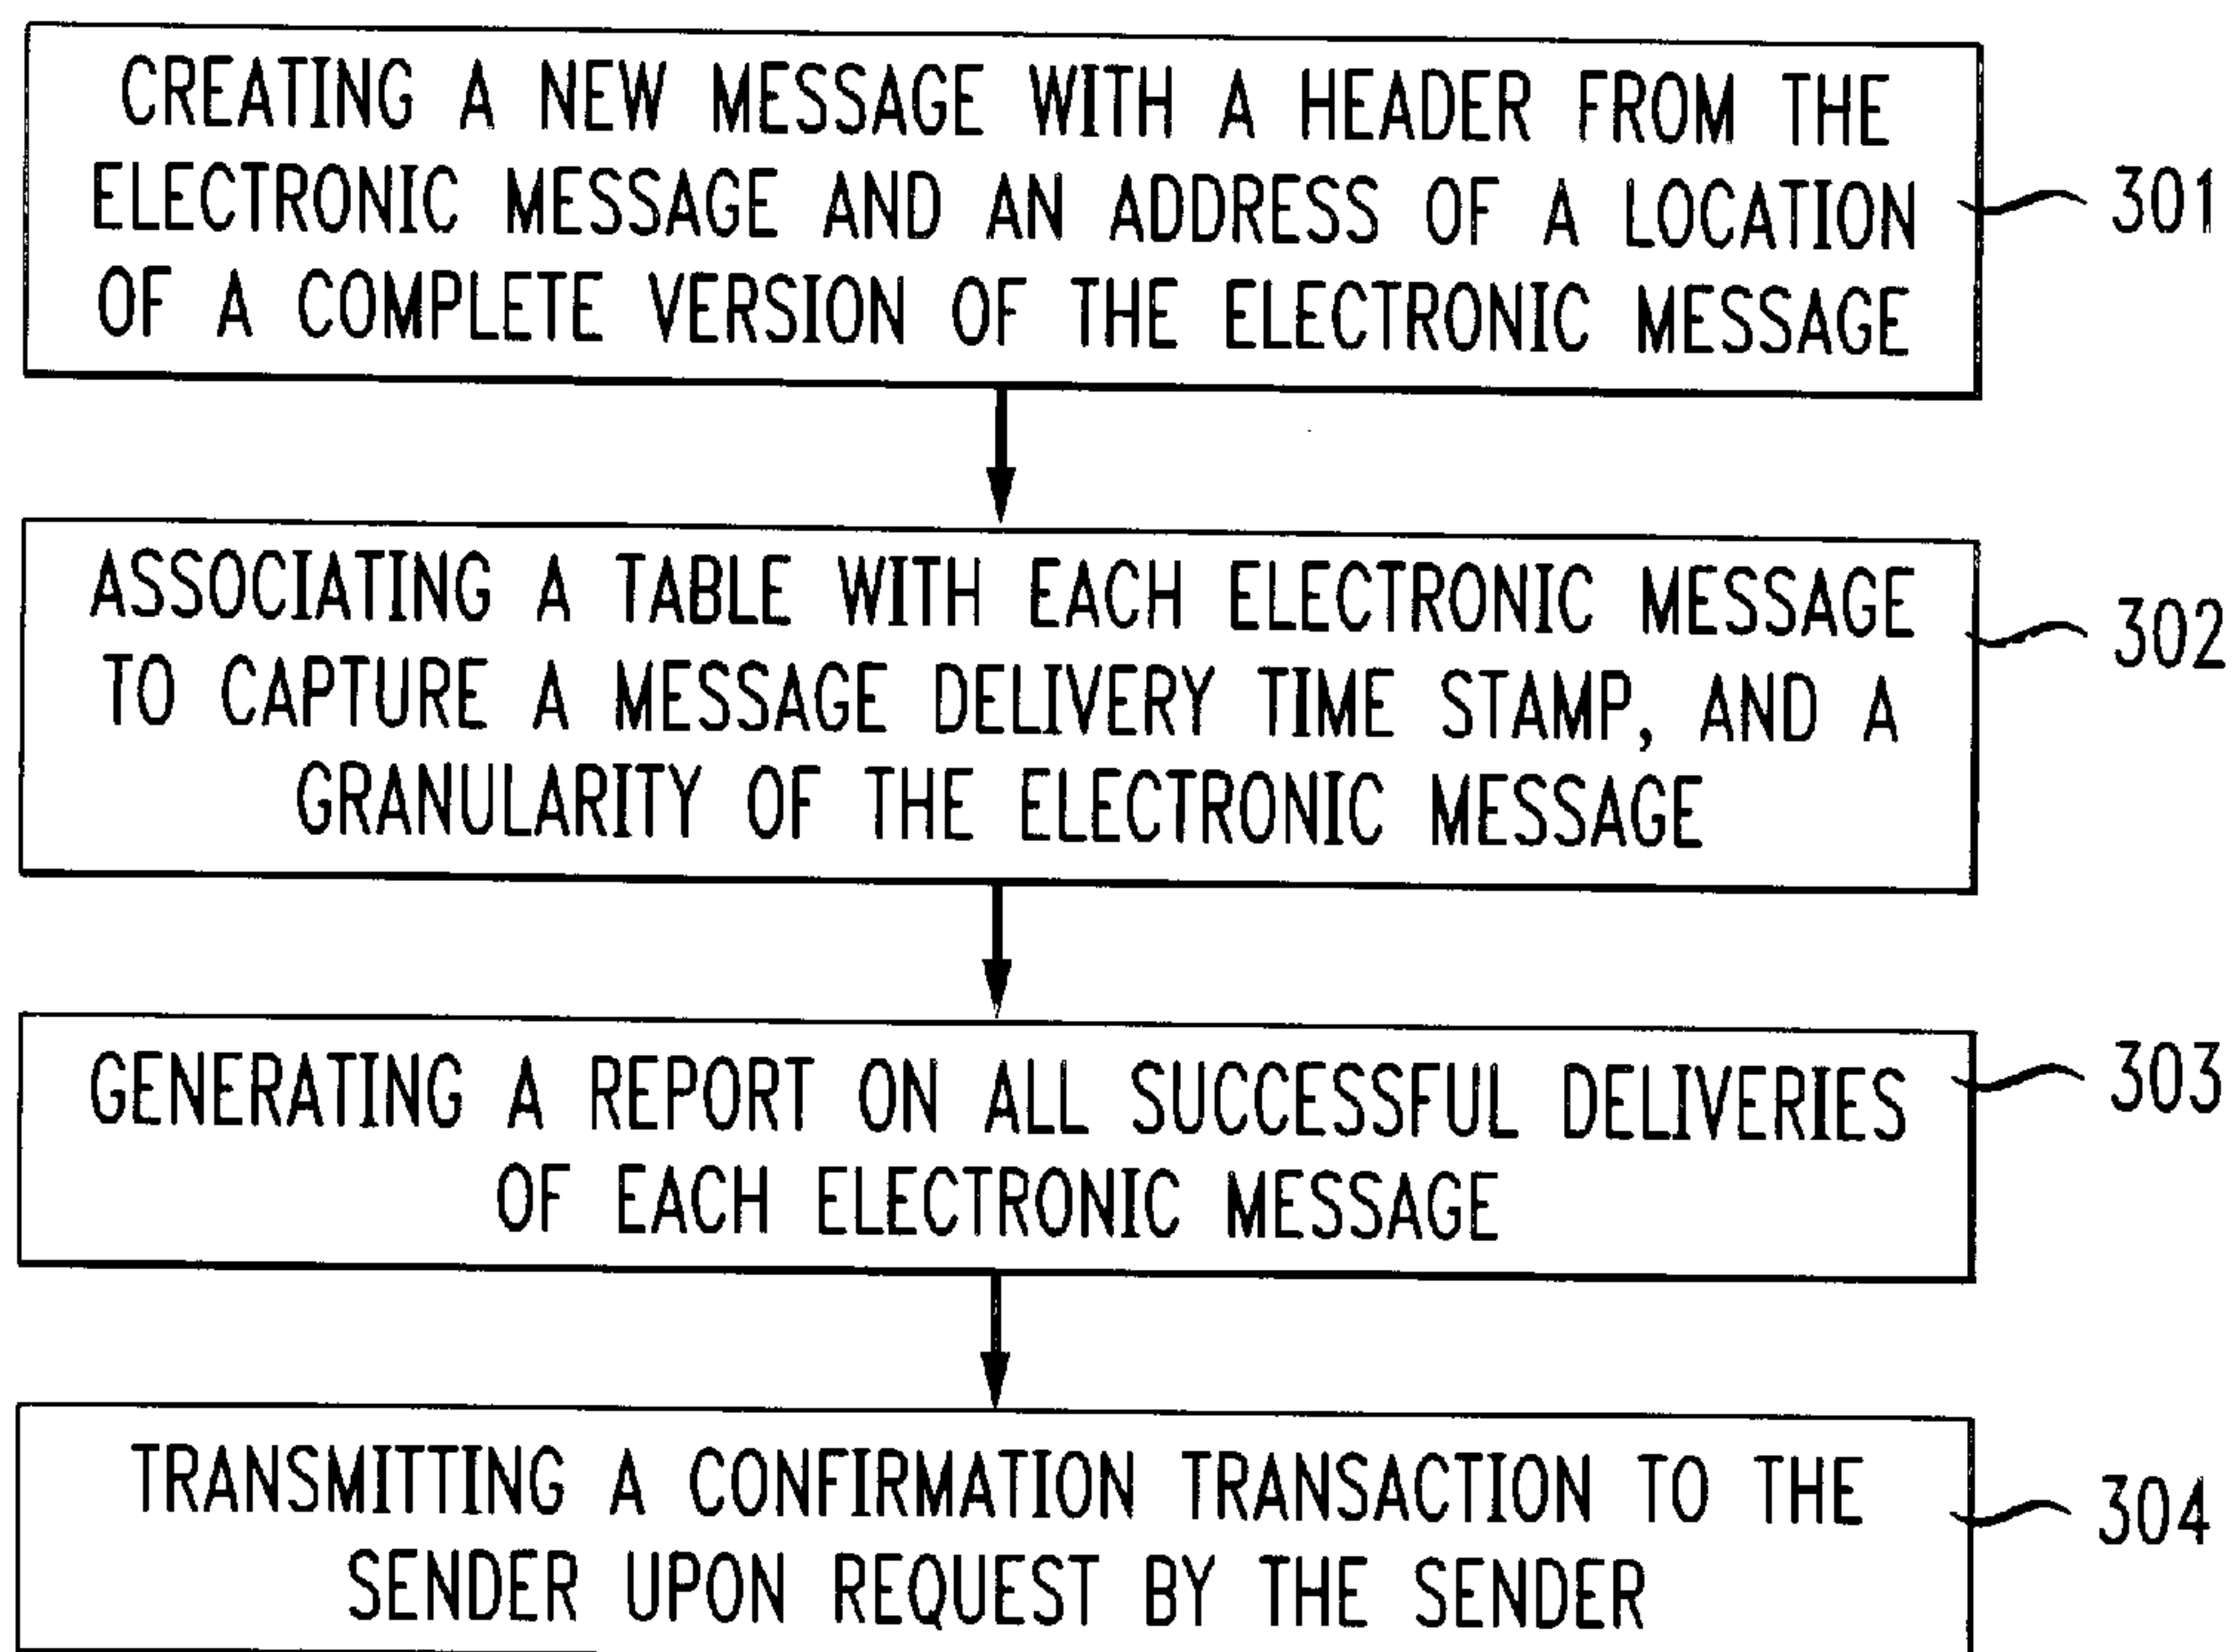 CREATING A NEW MESSAGE WITH A HEADER FROM THE
ELECTRONIC MESSAGE AND AN ADDRESS OF A LOCATION
OF A COMPLETE VERSION OF THE ELECTRONIC MESSAGE
301
ASSOCIATING A TABLE WITH EACH ELECTRONIC MESSAGE
TO CAPTURE A MESSAGE DELIVERY TIME STAMP, AND A
GRANULARITY OF THE ELECTRONIC MESSAGE
302
GENERATING A REPORT ON ALL SUCCESSFUL DELIVERIES
OF EACH ELECTRONIC MESSAGE
303
TRANSMITTING A CONFIRMATION TRANSACTION TO THE
SENDER UPON REQUEST BY THE SENDER
304